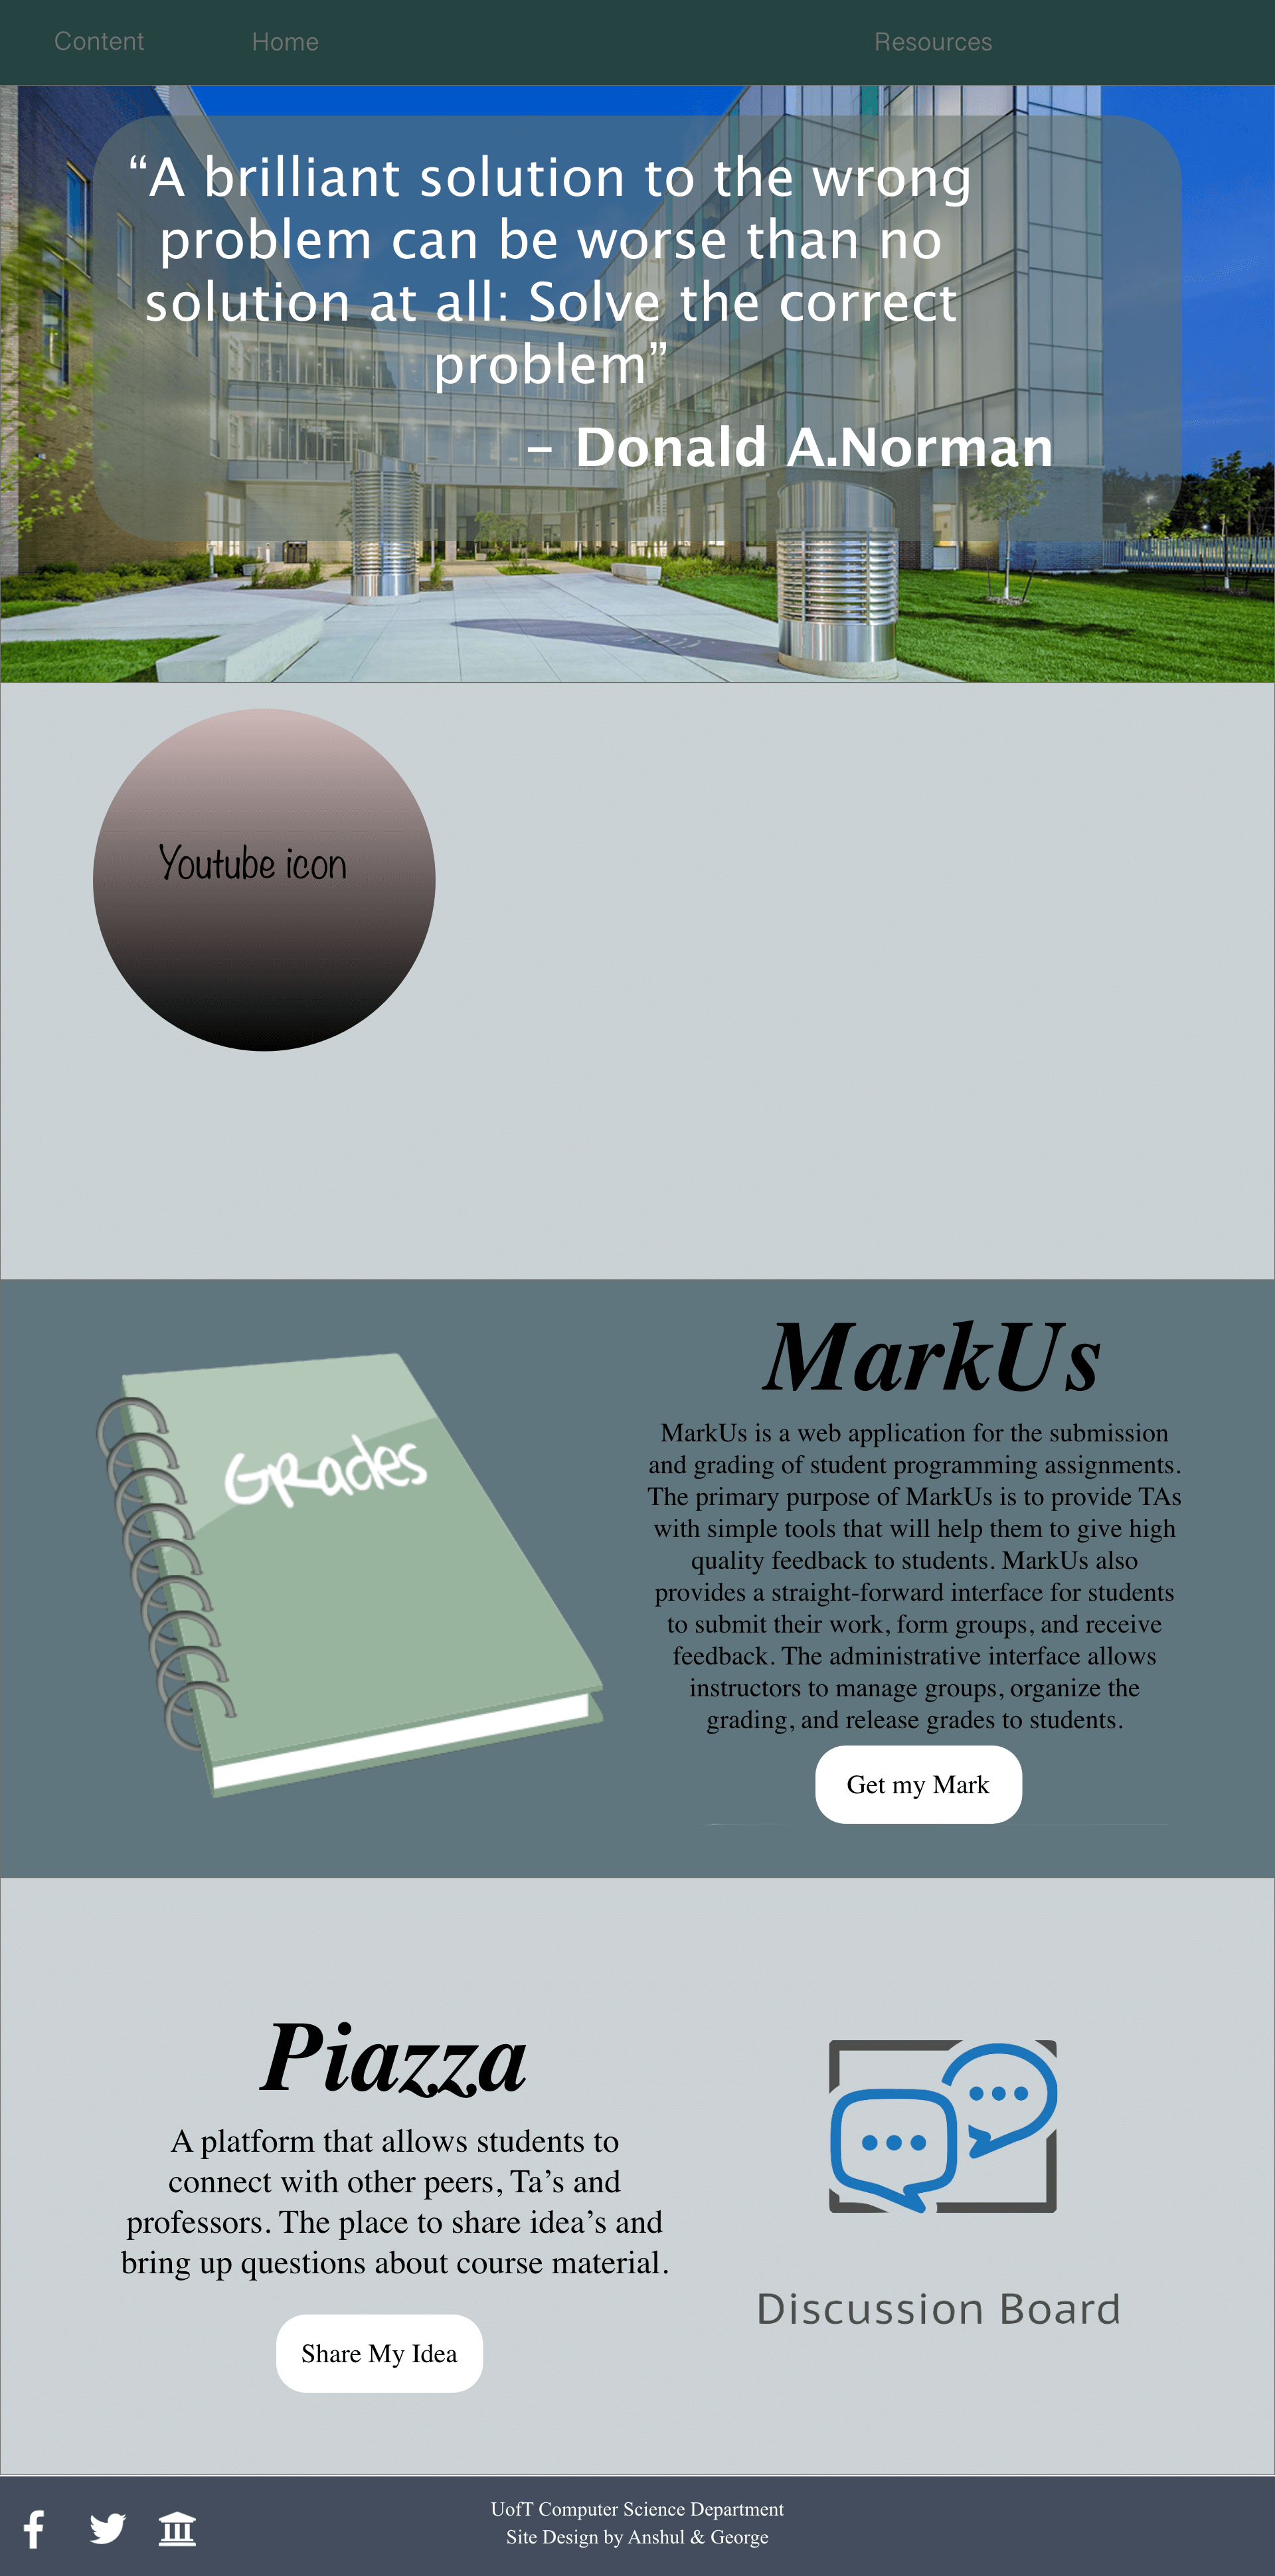 Content
Home
Resources
“A brilliant solution to the wrong
problem can be worse than no
solution at all: Solve the correct
problem”
– Donald A.Norman
Youtube icon
Grades
MarkUs
MarkUs is a web application for the submission
and grading of student programming assignments.
The primary purpose of MarkUs is to provide TAs
with simple tools that will help them to give high
quality feedback to students. MarkUs also
provides a straight-forward interface for students
to submit their work, form groups, and receive
feedback. The administrative interface allows
instructors to manage groups, organize the
grading, and release grades to students.
Get my Mark
Piazza
A platform that allows students to
connect with other peers, Ta’s and
professors. The place to share idea’s and
bring up questions about course material.
Share My Idea
Discussion Board
UofT Computer Science Department
Site Design by Anshul & George